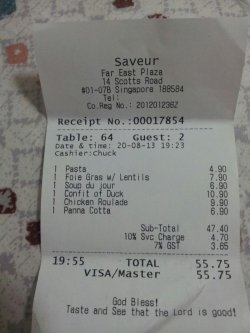 Saveur
Far East Plaza
14 Scotts Road
#01-07B Singapore 188584
Tel:
Co.Reg No.: 201201236Z
Receipt No.:00017854
Table: 64 Guest: 2
Date & time: 20-08-13 19:23
Cashier:Chuck
1 Pasta 4.90
1 Foie Gras w/ Lentils 7.90
1 Soup du jour 6.90
1 Confit of Duck 10.90
1 Chicken Roulade 9.90
1 Panna Cotta 6.90
Sub-Total 47.40
10% Svc Charge 4.70
7% GST 3.65
19:55 TOTAL 55.75
VISA/Master 55.75
God Bless!
Taste and See that the Lord is good!